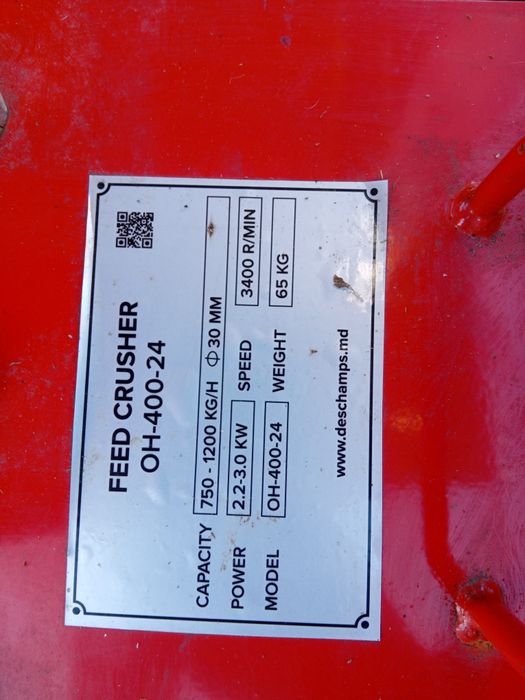 FEED CRUSHER
OH-400-24
CAPACITY 750 - 1200 KG/H Ф 30 MM
POWER 2.2-3.0 KW SPEED 3400 R/MIN
MODEL OH-400-24 WEIGHT 65 KG
www.deschamps.md